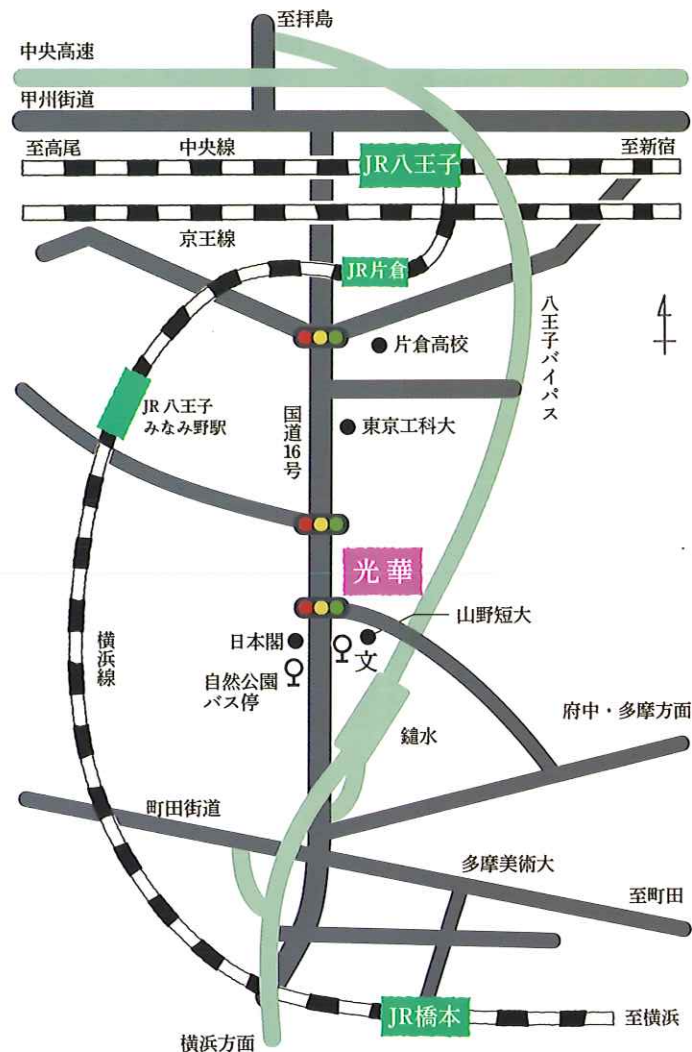 至拝島
中央高速
甲州街道
至高尾
中央線
JR八王子
至新宿
京王線
JR片倉
八王子バイパス
片倉高校
JR八王子
みなみ野駅
国道16号
東京工科大
光華
山野短大
日本閣
文
自然公園
バス停
横浜線
府中・多摩方面
鑓水
町田街道
多摩美術大
至町田
JR橋本
至横浜
横浜方面